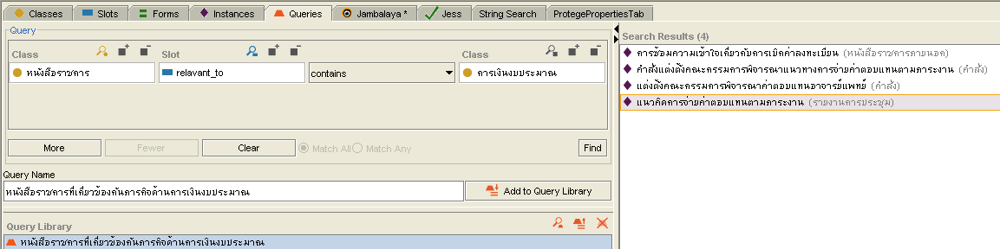 Classes Slots Forms Instances Queries Jambalaya * Jess String Search ProtegePropertiesTab
Query
Class Slot Class
หนังสือราชการ relevant_to contains การเงินงบประมาณ
More Fewer Clear Match All Match Any Find
Query Name
หนังสือราชการที่เกี่ยวข้องกับภารกิจด้านการเงินงบประมาณ Add to Query Library
Query Library
หนังสือราชการที่เกี่ยวข้องกับภารกิจด้านการเงินงบประมาณ
Search Results (4)
การซ้อมความเข้าใจเกี่ยวกับการเบิกค่าลงทะเบียน (หนังสือราชการภายนอก)
คำสั่งแต่งตั้งคณะกรรมการพิจารณาแนวทางการจ่ายค่าตอบแทนตามภาระงาน (คำสั่ง)
แต่งตั้งคณะกรรมการพิจารณาค่าตอบแทนอาจารย์แพทย์ (คำสั่ง)
แนวคิดการจ่ายค่าตอบแทนตามภาระงาน (รายงานการประชุม)